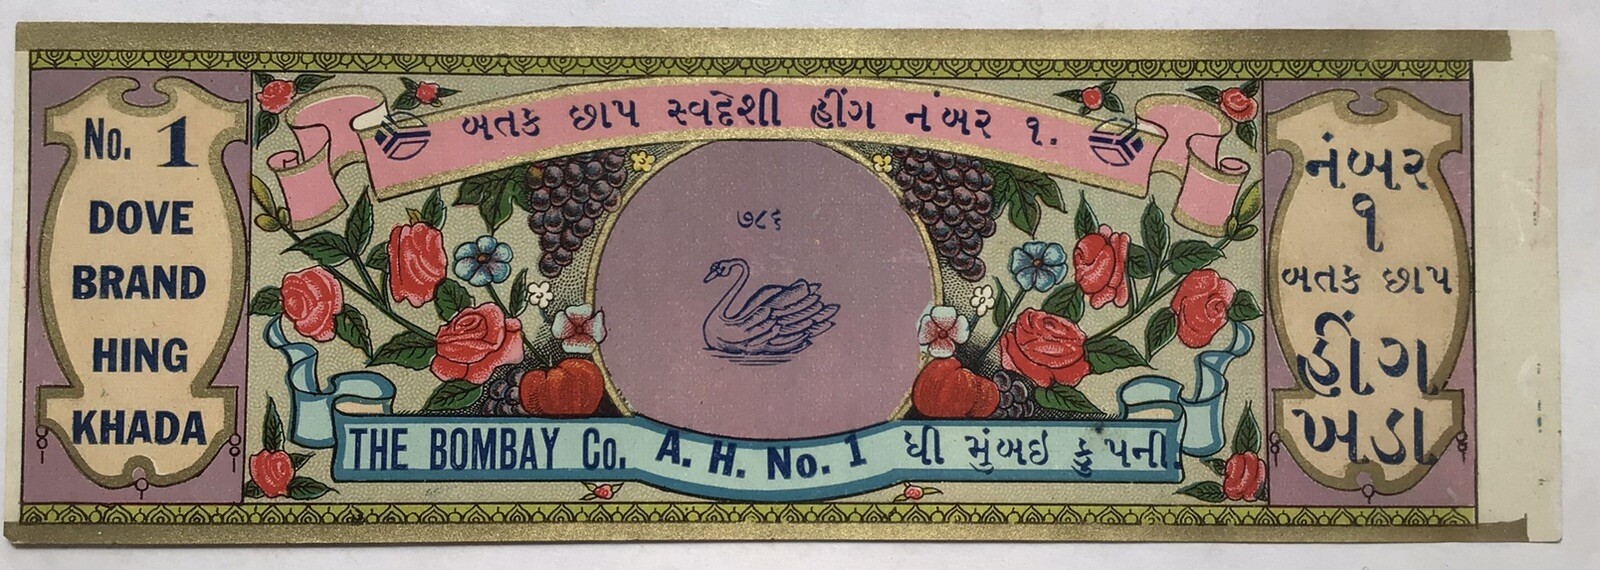 No. 1
DOVE
BRAND
HING
KHADA
બતક છાપ સ્વદેશી હીંગ નંબર ૧.
૭૮૬
THE BOMBAY Co. A. H. No. 1 ધી મુંબઇ કુ પની.
નંબર
૧
બતક છાપ
હીંગ
ખડા